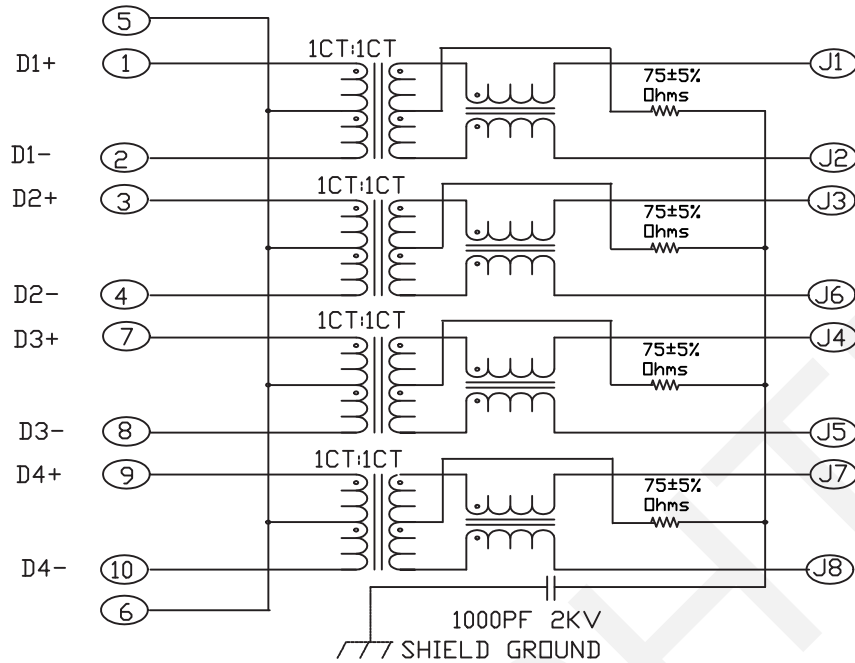 5
1CT:1CT
D1+ 1 J1
75±5%
Ohms
D1- 2 J2
1CT:1CT
D2+ 3 J3
75±5%
Ohms
D2- 4 J6
1CT:1CT
D3+ 7 J4
75±5%
Ohms
D3- 8 J5
1CT:1CT
D4+ 9 J7
75±5%
Ohms
D4- 10 J8
6
1000PF 2KV
SHIELD GROUND